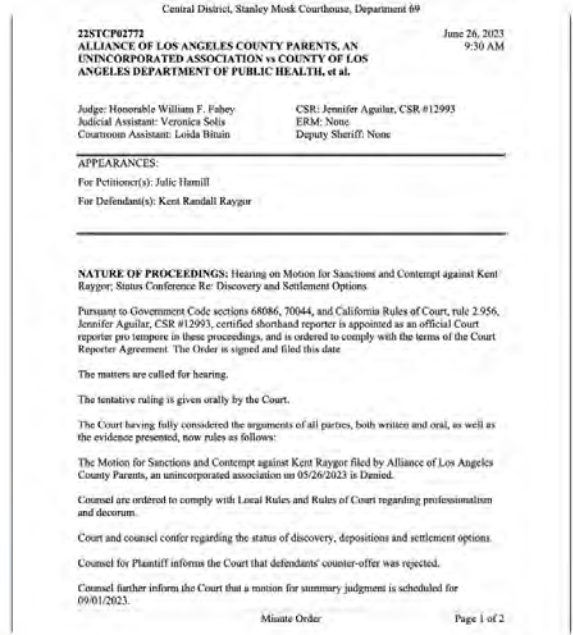 Central District, Stanley Mosk Courthouse, Department 69
22STCP02772 June 26, 2023
ALLIANCE OF LOS ANGELES COUNTY PARENTS, AN 9:30 AM
UNINCORPORATED ASSOCIATION vs COUNTY OF LOS
ANGELES DEPARTMENT OF PUBLIC HEALTH, et al.
Judge: Honorable William F. Fahey CSR: Jennifer Aguilar, CSR #12993
Judicial Assistant: Veronica Solis ERM: None
Courtroom Assistant: Loida Bituin Deputy Sheriff: None
APPEARANCES:
For Petitioner(s): Julie Hamill
For Defendant(s): Kent Randall Raygor
NATURE OF PROCEEDINGS: Hearing on Motion for Sanctions and Contempt against Kent
Raygor; Status Conference Re: Discovery and Settlement Options
Pursuant to Government Code sections 68086, 70044, and California Rules of Court, rule 2.956,
Jennifer Aguilar, CSR #12993, certified shorthand reporter is appointed as an official Court
reporter pro tempore in these proceedings, and is ordered to comply with the terms of the Court
Reporter Agreement. The Order is signed and filed this date
The matters are called for hearing.
The tentative ruling is given orally by the Court.
The Court having fully considered the arguments of all parties, both written and oral, as well as
the evidence presented, now rules as follows:
The Motion for Sanctions and Contempt against Kent Raygor filed by Alliance of Los Angeles
County Parents, an unincorporated association on 05/26/2023 is Denied.
Counsel are ordered to comply with Local Rules and Rules of Court regarding professionalism
and decorum.
Court and counsel confer regarding the status of discovery, depositions and settlement options.
Counsel for Plaintiff informs the Court that defendants' counter-offer was rejected.
Counsel further inform the Court that a motion for summary judgment is scheduled for
09/01/2023.
Minute Order Page 1 of 2